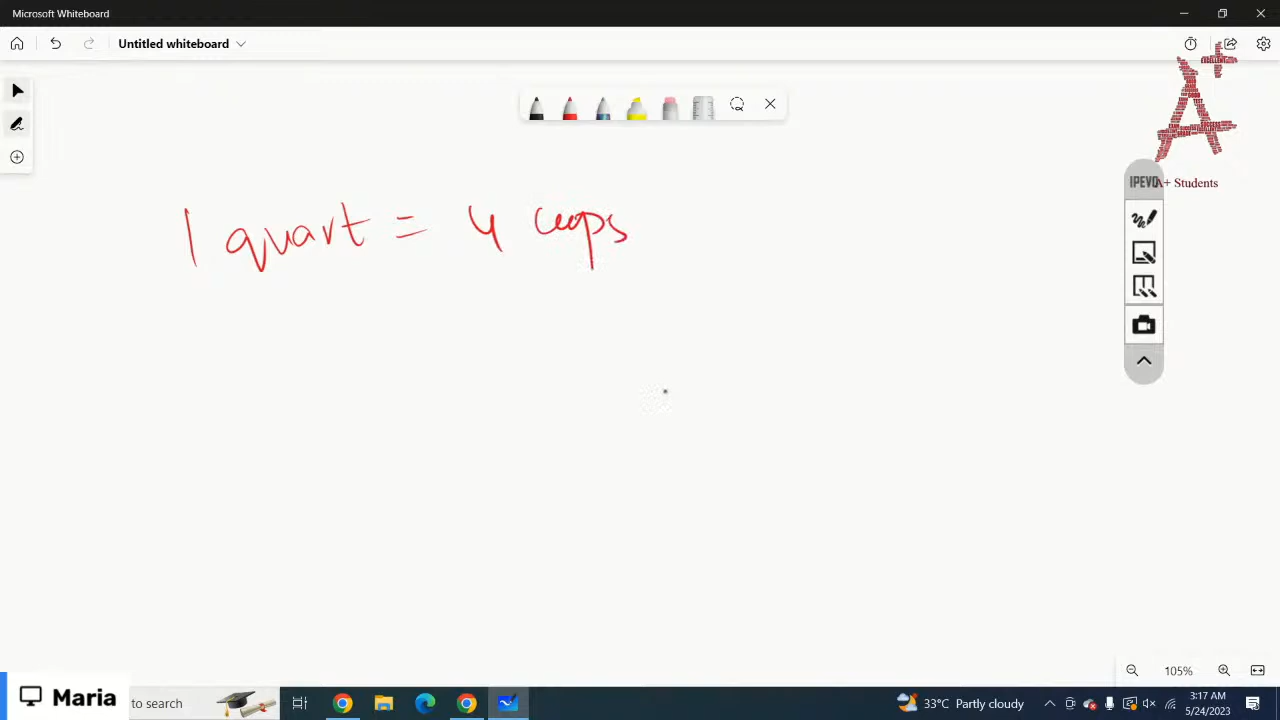 Microsoft Whiteboard
Untitled whiteboard
A+ Students
IPEVO
1 quart = 4 cups
105%
Maria
to search
33°C Partly cloudy
3:17 AM
5/24/2023